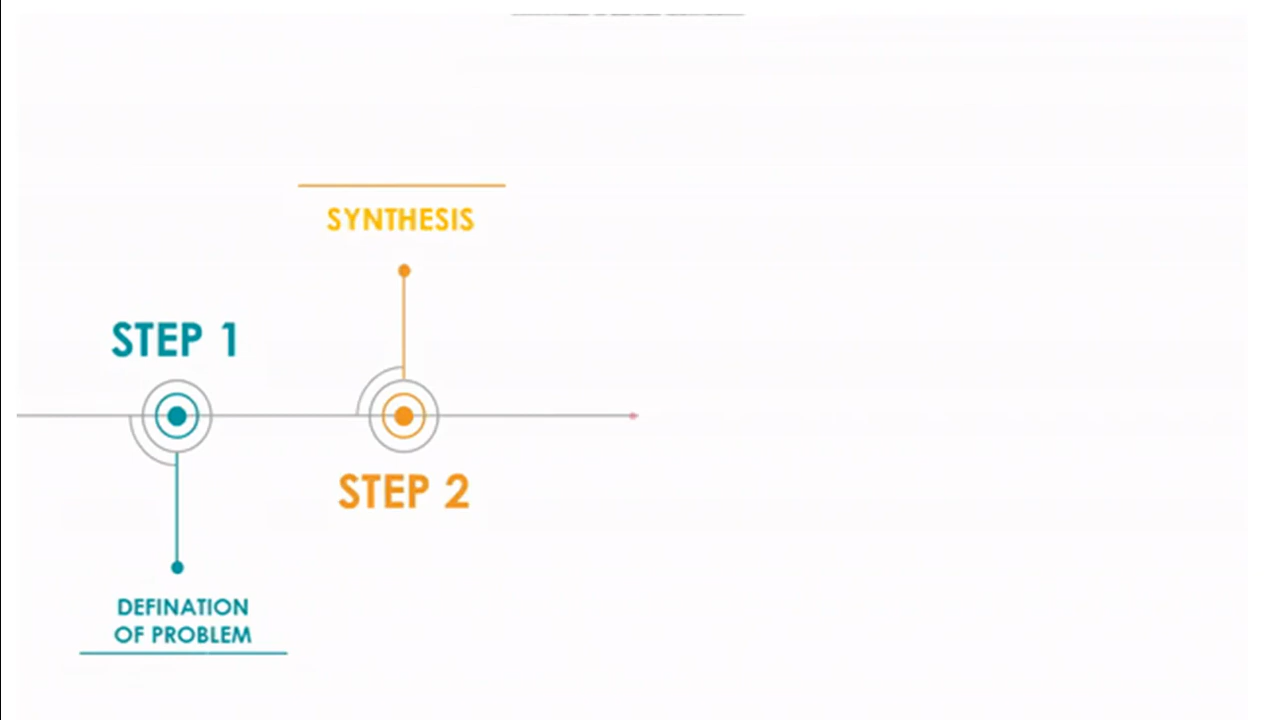 SYNTHESIS
STEP 1
STEP 2
DEFINATION
OF PROBLEM